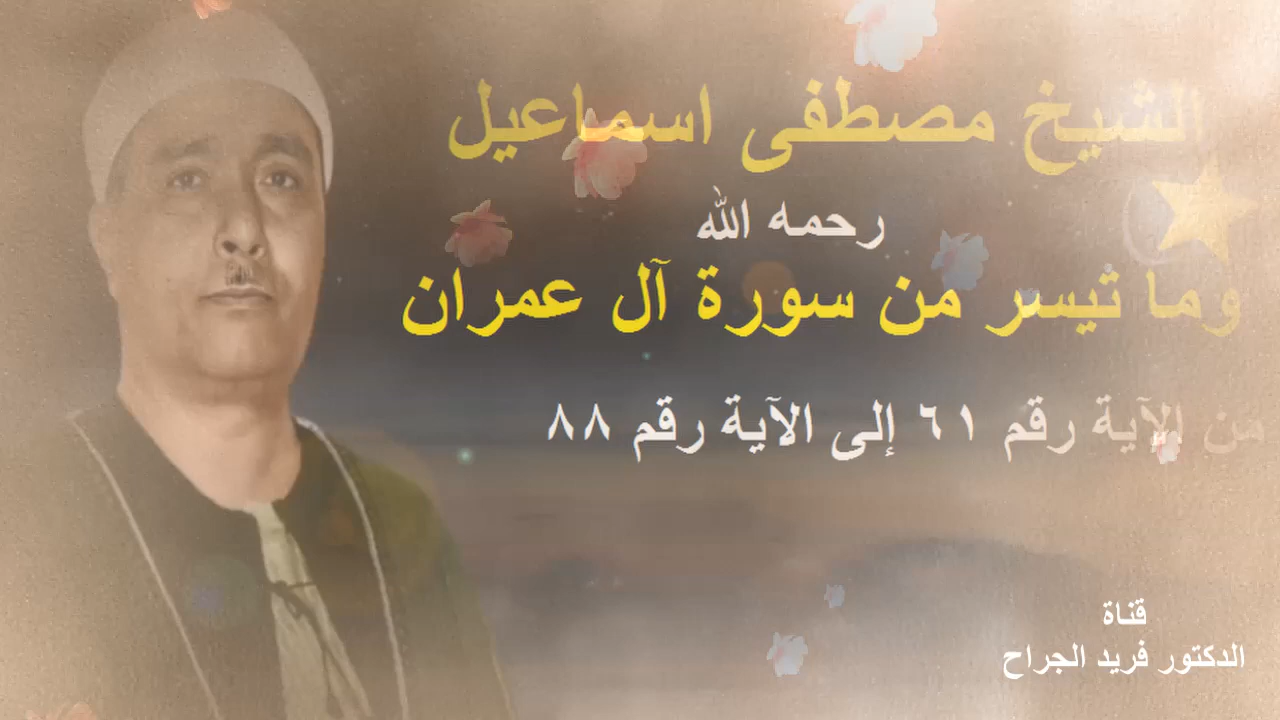 الشيخ مصطفى اسماعيل
رحمه الله
وما تيسر من سورة آل عمران
من الآية رقم ٦١ إلى الآية رقم ٨٨
قناة
الدكتور فريد الجراح